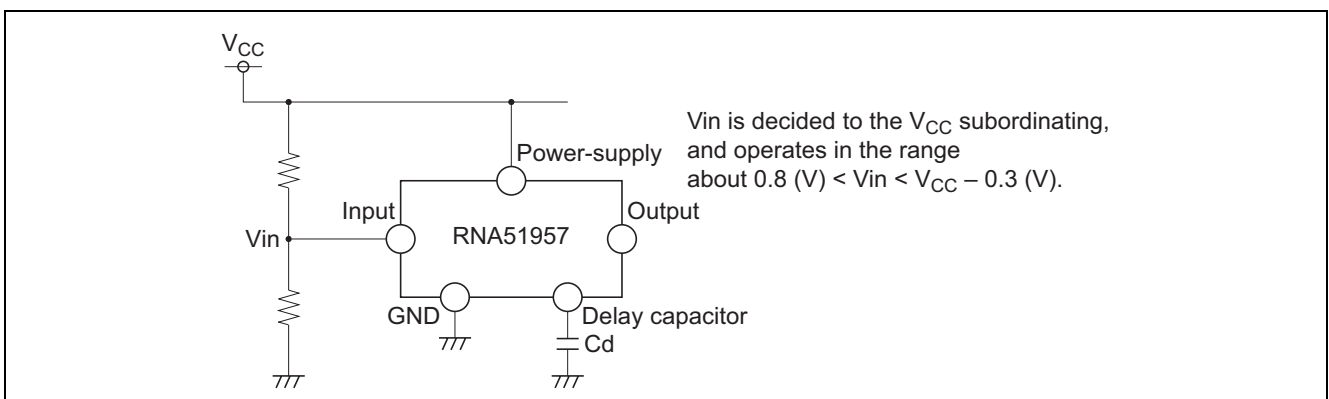 VCC
Vin is decided to the VCC subordinating,
and operates in the range
about 0.8 (V) < Vin < VCC – 0.3 (V).
Power-supply
Input
Output
Vin
RNA51957
GND
Delay capacitor
Cd